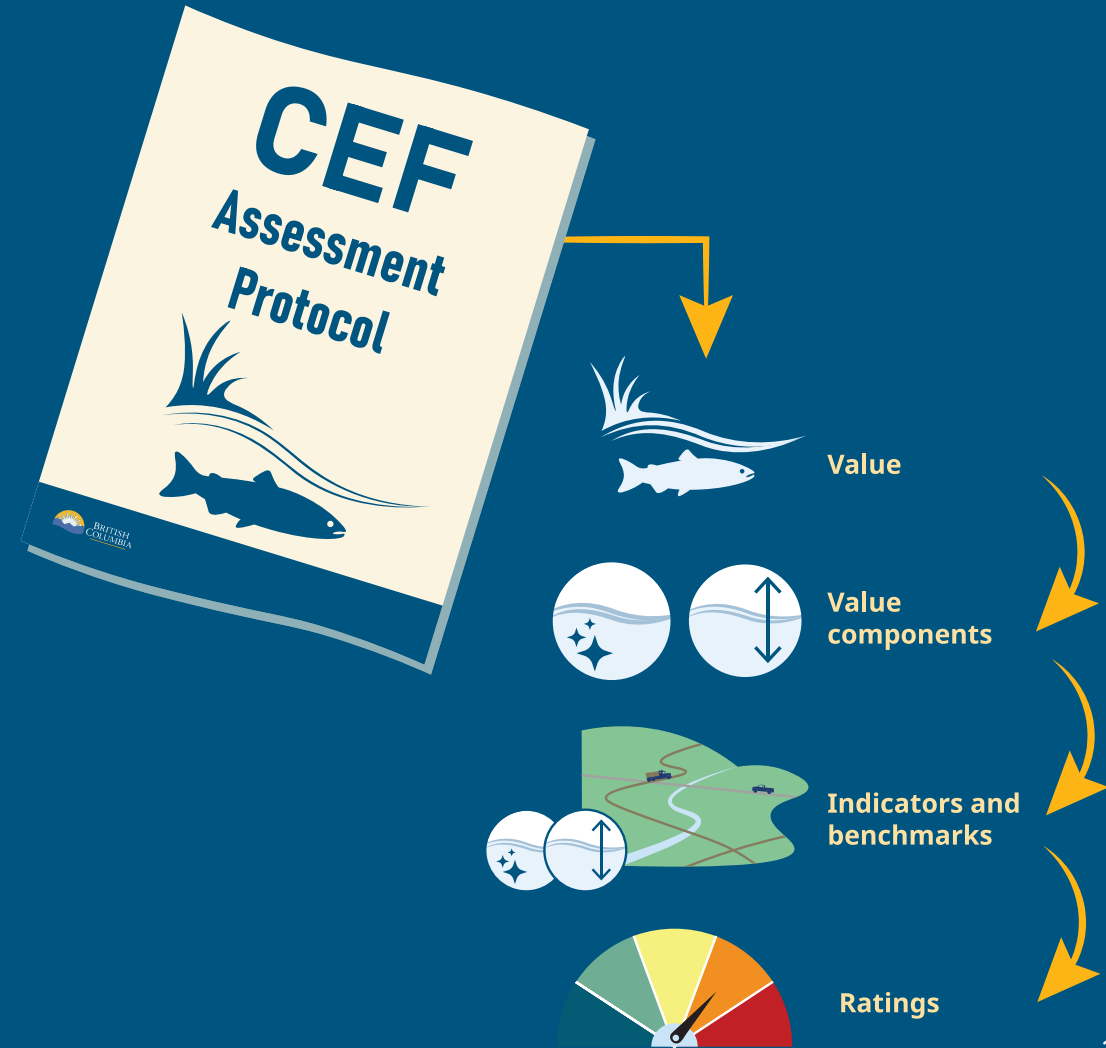 CEF
Assessment
Protocol
BRITISH
COLUMBIA
Value
Value
components
Indicators and
benchmarks
Ratings